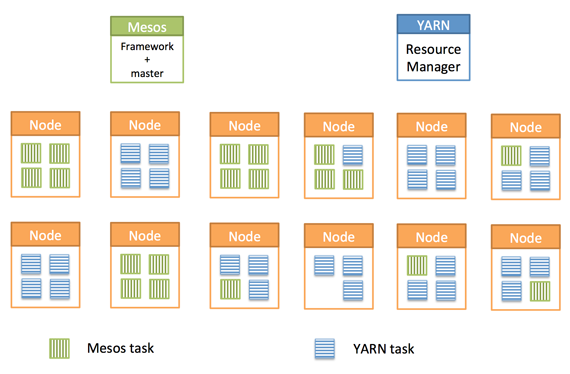 Mesos
Framework
+
master
YARN
Resource
Manager
Node
Node
Node
Node
Node
Node
Node
Node
Node
Node
Node
Node
Mesos task
YARN task